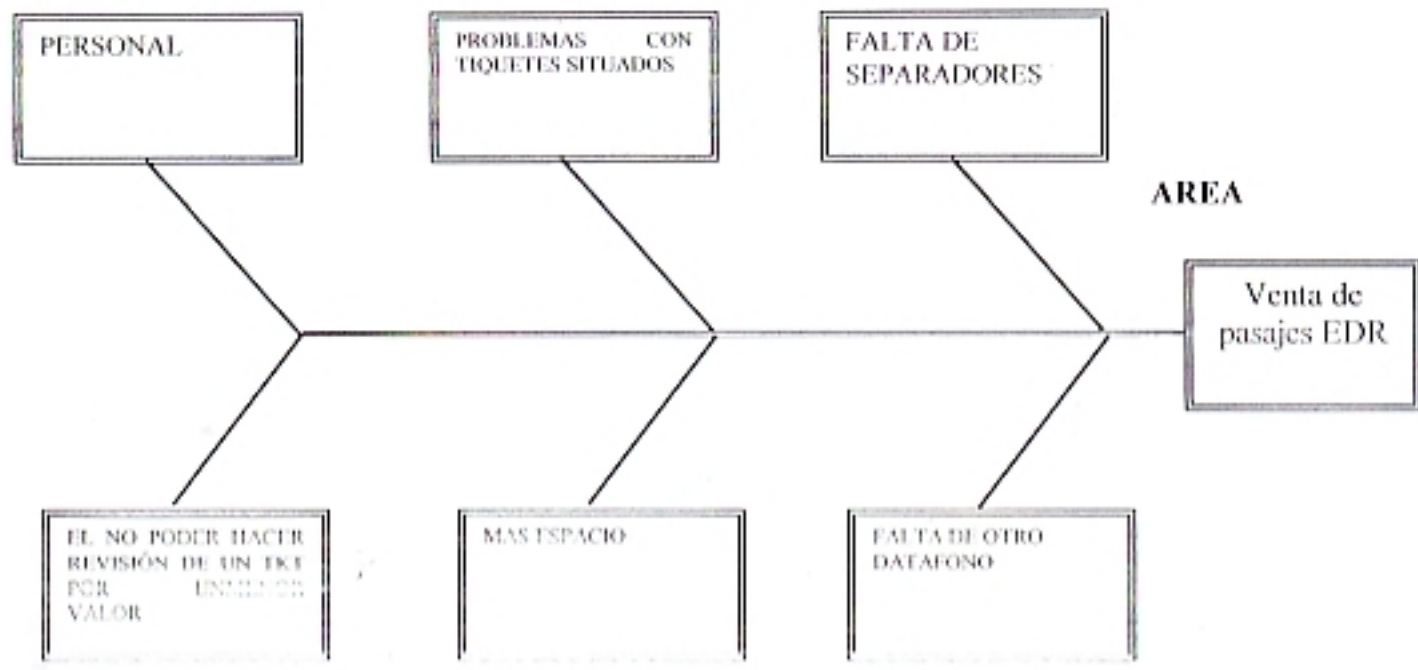 PERSONAL
PROBLEMAS CON
TIQUETES SITUADOS
FALTA DE
SEPARADORES
AREA
Venta de
pasajes EDR
EL NO PODER HACER
REVISIÓN DE UN TKT
POR
VALOR
MAS ESPACIO
FALTA DE OTRO
DATAFONO